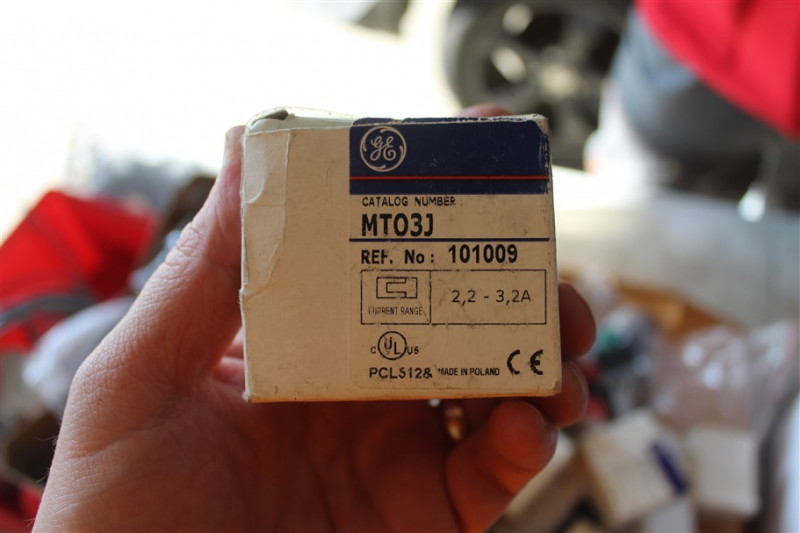 GE
CATALOG NUMBER
MT03J
REF. No: 101009
CURRENT RANGE
2,2 - 3,2A
C UL US
PCL5128 MADE IN POLAND CE